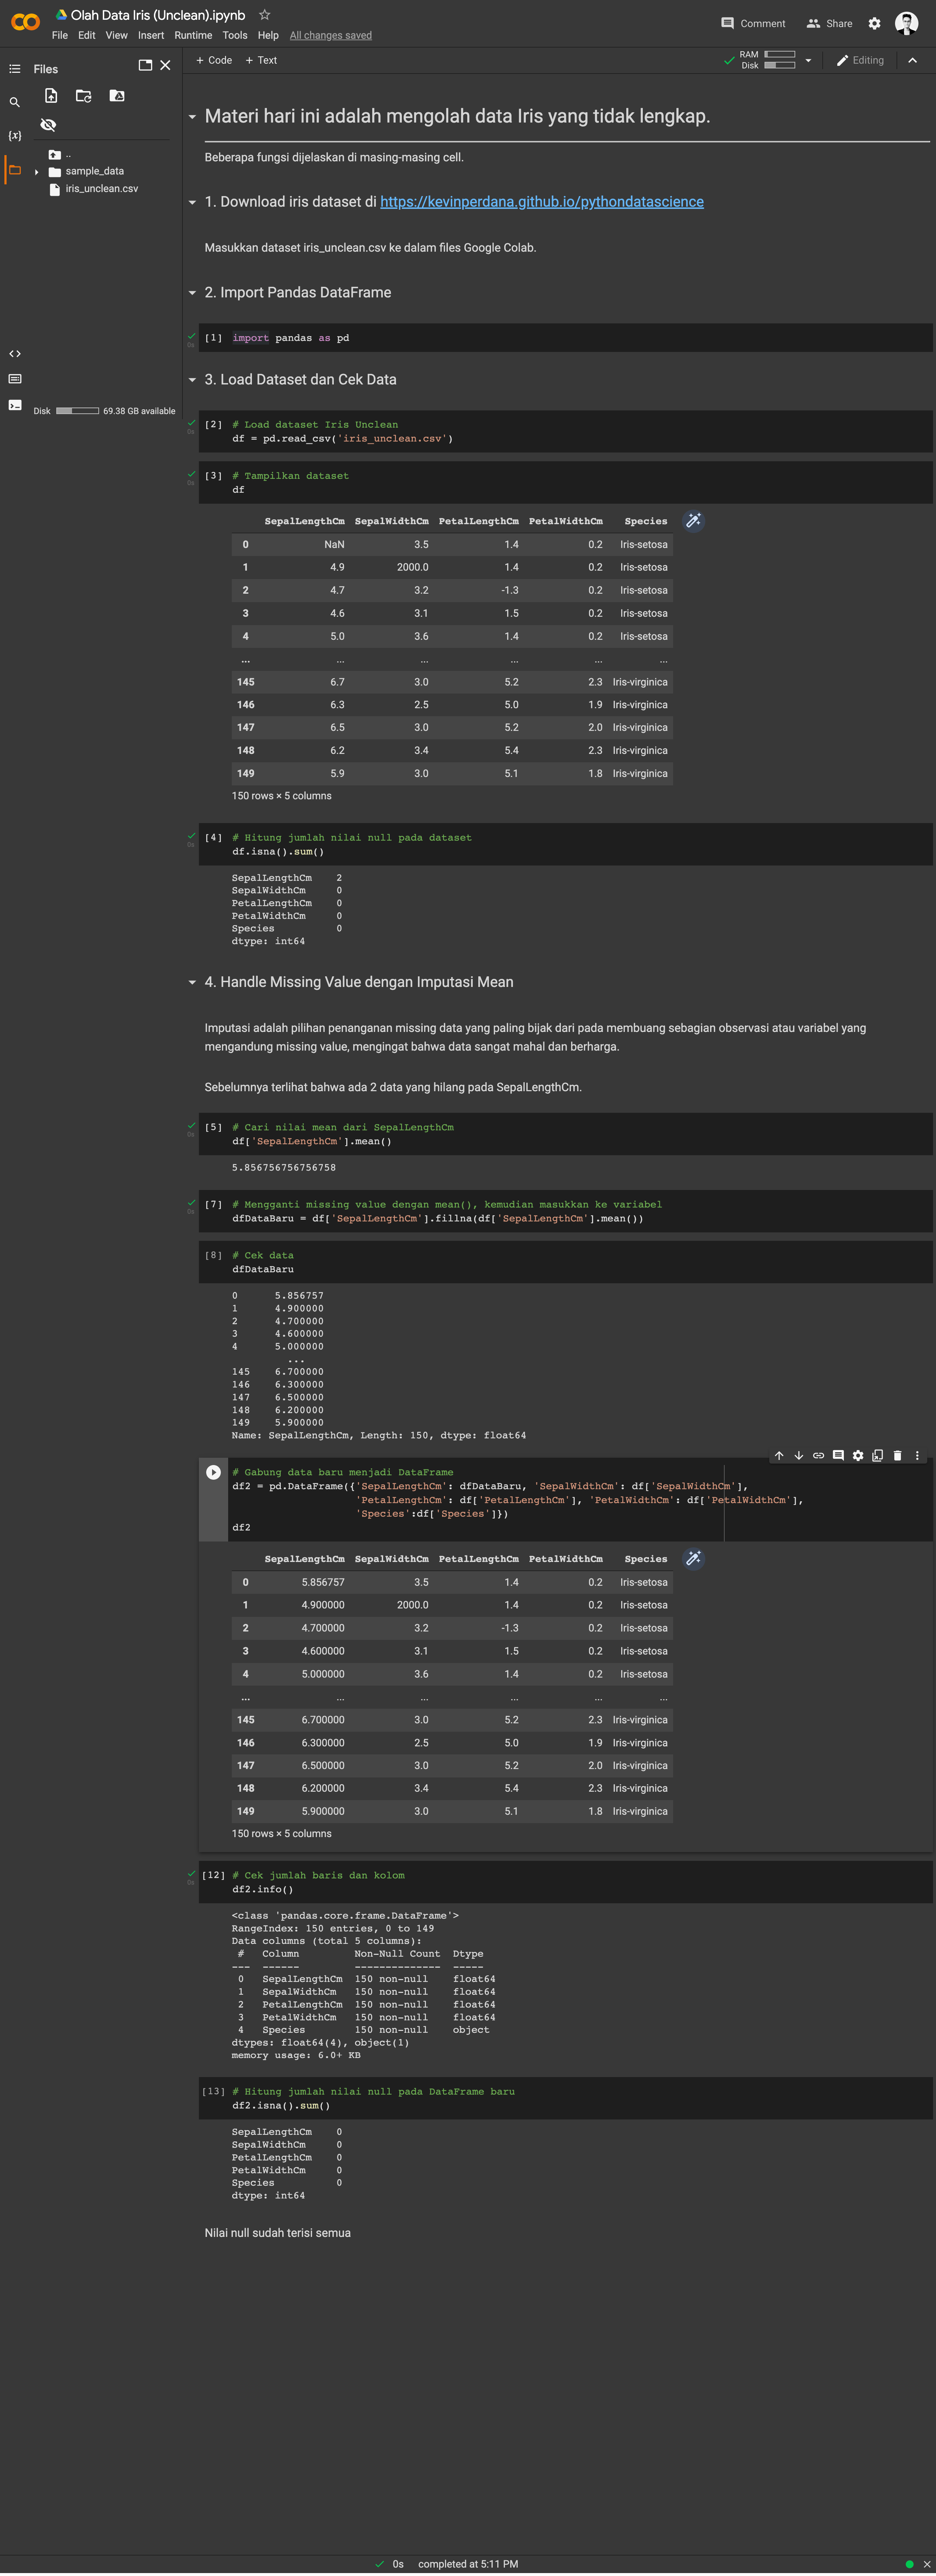 Olah Data Iris (Unclean).ipynb
File Edit View Insert Runtime Tools Help All changes saved
Comment Share
Files
+ Code + Text
RAM
Disk
Editing
{x}
..
sample_data
iris_unclean.csv
Disk 69.38 GB available
Materi hari ini adalah mengolah data Iris yang tidak lengkap.
Beberapa fungsi dijelaskan di masing-masing cell.
1. Download iris dataset di https://kevinperdana.github.io/pythondatascience
Masukkan dataset iris_unclean.csv ke dalam files Google Colab.
2. Import Pandas DataFrame
[1] import pandas as pd
0s
3. Load Dataset dan Cek Data
[2] # Load dataset Iris Unclean
0s
df = pd.read_csv('iris_unclean.csv')
[3] # Tampilkan dataset
0s
df
SepalLengthCm SepalWidthCm PetalLengthCm PetalWidthCm Species
0 NaN 3.5 1.4 0.2 Iris-setosa
1 4.9 2000.0 1.4 0.2 Iris-setosa
2 4.7 3.2 -1.3 0.2 Iris-setosa
3 4.6 3.1 1.5 0.2 Iris-setosa
4 5.0 3.6 1.4 0.2 Iris-setosa
... ... ... ... ... ...
145 6.7 3.0 5.2 2.3 Iris-virginica
146 6.3 2.5 5.0 1.9 Iris-virginica
147 6.5 3.0 5.2 2.0 Iris-virginica
148 6.2 3.4 5.4 2.3 Iris-virginica
149 5.9 3.0 5.1 1.8 Iris-virginica
150 rows × 5 columns
[4] # Hitung jumlah nilai null pada dataset
0s
df.isna().sum()
SepalLengthCm 2
SepalWidthCm 0
PetalLengthCm 0
PetalWidthCm 0
Species 0
dtype: int64
4. Handle Missing Value dengan Imputasi Mean
Imputasi adalah pilihan penanganan missing data yang paling bijak dari pada membuang sebagian observasi atau variabel yang
mengandung missing value, mengingat bahwa data sangat mahal dan berharga.
Sebelumnya terlihat bahwa ada 2 data yang hilang pada SepalLengthCm.
[5] # Cari nilai mean dari SepalLengthCm
0s
df['SepalLengthCm'].mean()
5.856756756756758
[7] # Mengganti missing value dengan mean(), kemudian masukkan ke variabel
0s
dfDataBaru = df['SepalLengthCm'].fillna(df['SepalLengthCm'].mean())
[8] # Cek data
dfDataBaru
0 5.856757
1 4.900000
2 4.700000
3 4.600000
4 5.000000
...
145 6.700000
146 6.300000
147 6.500000
148 6.200000
149 5.900000
Name: SepalLengthCm, Length: 150, dtype: float64
# Gabung data baru menjadi DataFrame
df2 = pd.DataFrame({'SepalLengthCm': dfDataBaru, 'SepalWidthCm': df['SepalWidthCm'],
'PetalLengthCm': df['PetalLengthCm'], 'PetalWidthCm': df['PetalWidthCm'],
'Species':df['Species']})
df2
SepalLengthCm SepalWidthCm PetalLengthCm PetalWidthCm Species
0 5.856757 3.5 1.4 0.2 Iris-setosa
1 4.900000 2000.0 1.4 0.2 Iris-setosa
2 4.700000 3.2 -1.3 0.2 Iris-setosa
3 4.600000 3.1 1.5 0.2 Iris-setosa
4 5.000000 3.6 1.4 0.2 Iris-setosa
... ... ... ... ... ...
145 6.700000 3.0 5.2 2.3 Iris-virginica
146 6.300000 2.5 5.0 1.9 Iris-virginica
147 6.500000 3.0 5.2 2.0 Iris-virginica
148 6.200000 3.4 5.4 2.3 Iris-virginica
149 5.900000 3.0 5.1 1.8 Iris-virginica
150 rows × 5 columns
[12] # Cek jumlah baris dan kolom
0s
df2.info()
<class 'pandas.core.frame.DataFrame'>
RangeIndex: 150 entries, 0 to 149
Data columns (total 5 columns):
# Column Non-Null Count Dtype
--- ------ -------------- -----
0 SepalLengthCm 150 non-null float64
1 SepalWidthCm 150 non-null float64
2 PetalLengthCm 150 non-null float64
3 PetalWidthCm 150 non-null float64
4 Species 150 non-null object
dtypes: float64(4), object(1)
memory usage: 6.0+ KB
[13] # Hitung jumlah nilai null pada DataFrame baru
df2.isna().sum()
SepalLengthCm 0
SepalWidthCm 0
PetalLengthCm 0
PetalWidthCm 0
Species 0
dtype: int64
Nilai null sudah terisi semua
0s completed at 5:11 PM